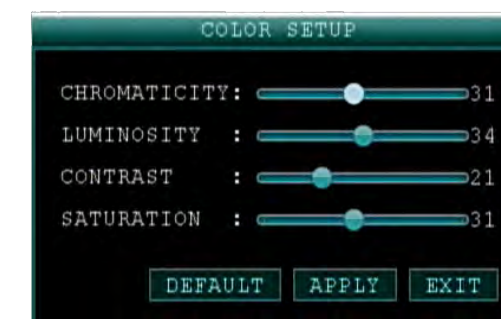 COLOR SETUP
CHROMATICITY: 31
LUMINOSITY : 34
CONTRAST : 21
SATURATION : 31
DEFAULT APPLY EXIT